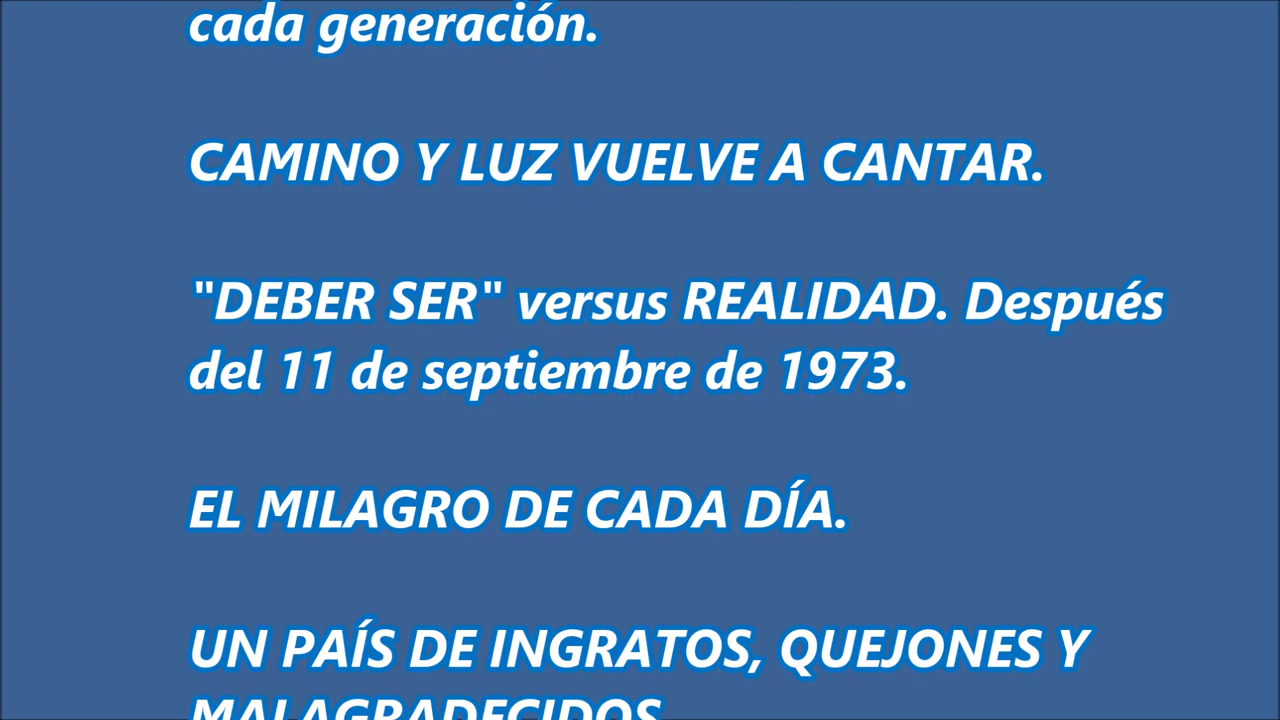 cada generación.
CAMINO Y LUZ VUELVE A CANTAR.
"DEBER SER" versus REALIDAD. Después
del 11 de septiembre de 1973.
EL MILAGRO DE CADA DÍA.
UN PAÍS DE INGRATOS, QUEJONES Y
MALAGRADECIDOS